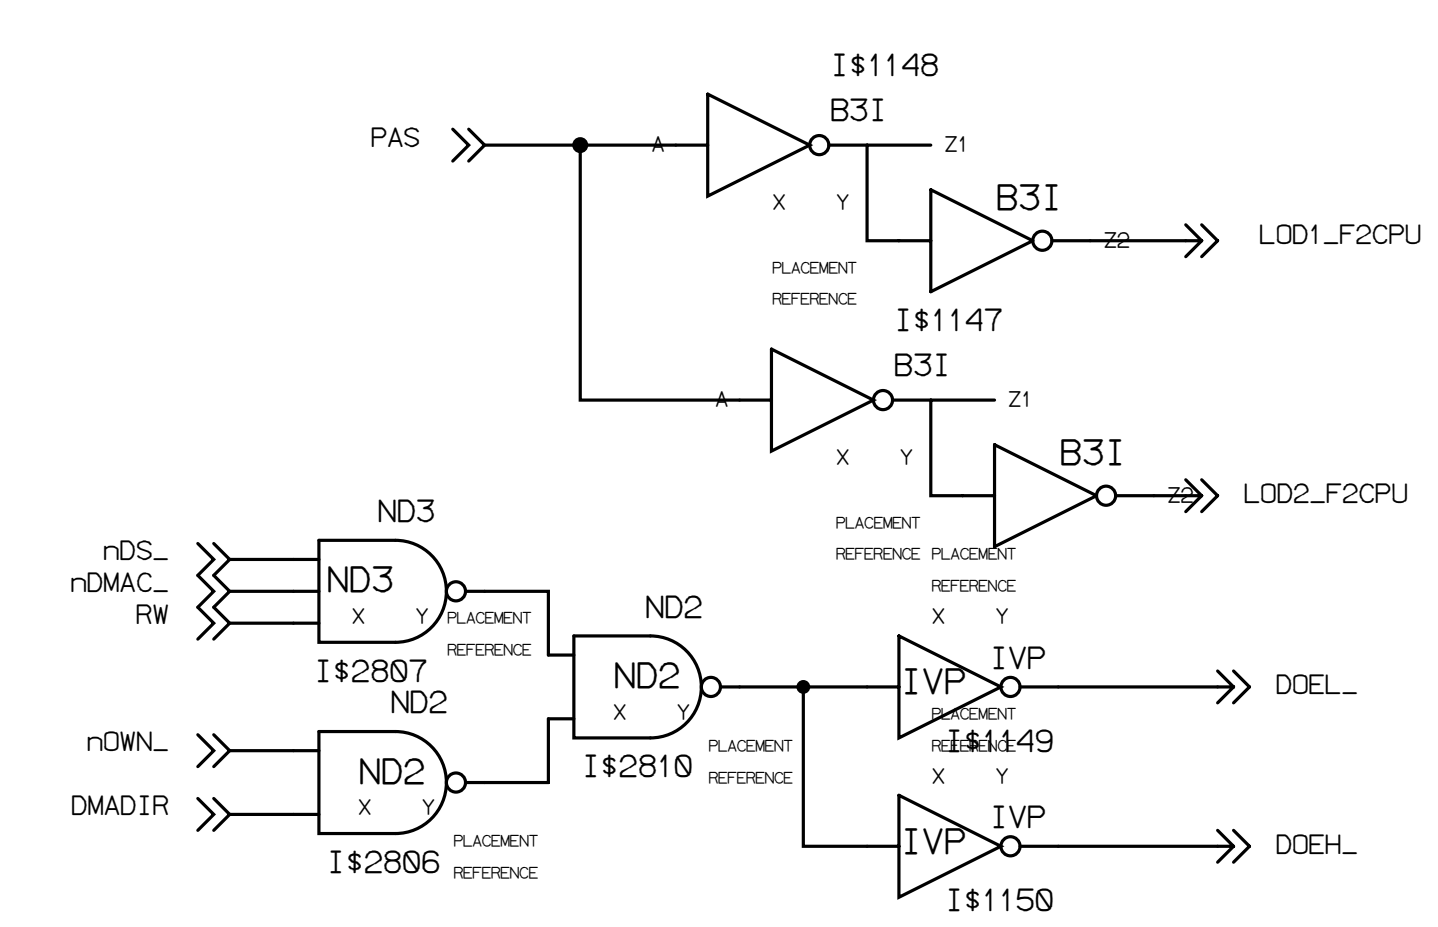 I$1148
B3I
PAS
A
Z1
X Y
B3I
LOD1_F2CPU
Z2
PLACEMENT
REFERENCE
I$1147
B3I
A
Z1
X Y
B3I
LOD2_F2CPU
Z2
PLACEMENT
REFERENCE
ND3
nDS_
nDMAC_
RW
ND3
X Y
PLACEMENT
REFERENCE
I$2807
PLACEMENT
REFERENCE
X Y
ND2
ND2
X Y
I$2810
PLACEMENT
REFERENCE
IVP
IVP
DOEL_
PLACEMENT
REFERENCE
I$1149
X Y
ND2
nOWN_
DMADIR
ND2
X Y
PLACEMENT
REFERENCE
I$2806
IVP
IVP
DOEH_
I$1150